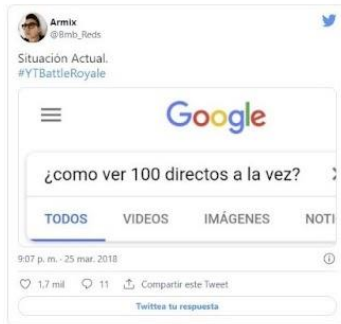 Armix
@Bmb_Reds
Situación Actual.
#YTBattleRoyale
Google
¿como ver 100 directos a la vez?
TODOS VIDEOS IMÁGENES NOTI
9:07 p. m. - 25 mar. 2018
1,7 mil 11 Compartir este Tweet
Twittea tu respuesta